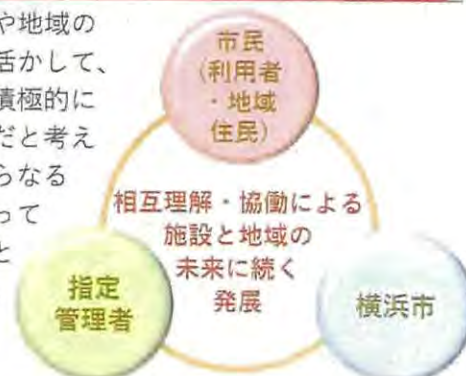 や地域の
活かして、
積極的に
だと考え
らなる
って
と
市民
(利用者
・地域
住民)
相互理解・協働による
施設と地域の
未来に続く
発展
指定
管理者
横浜市